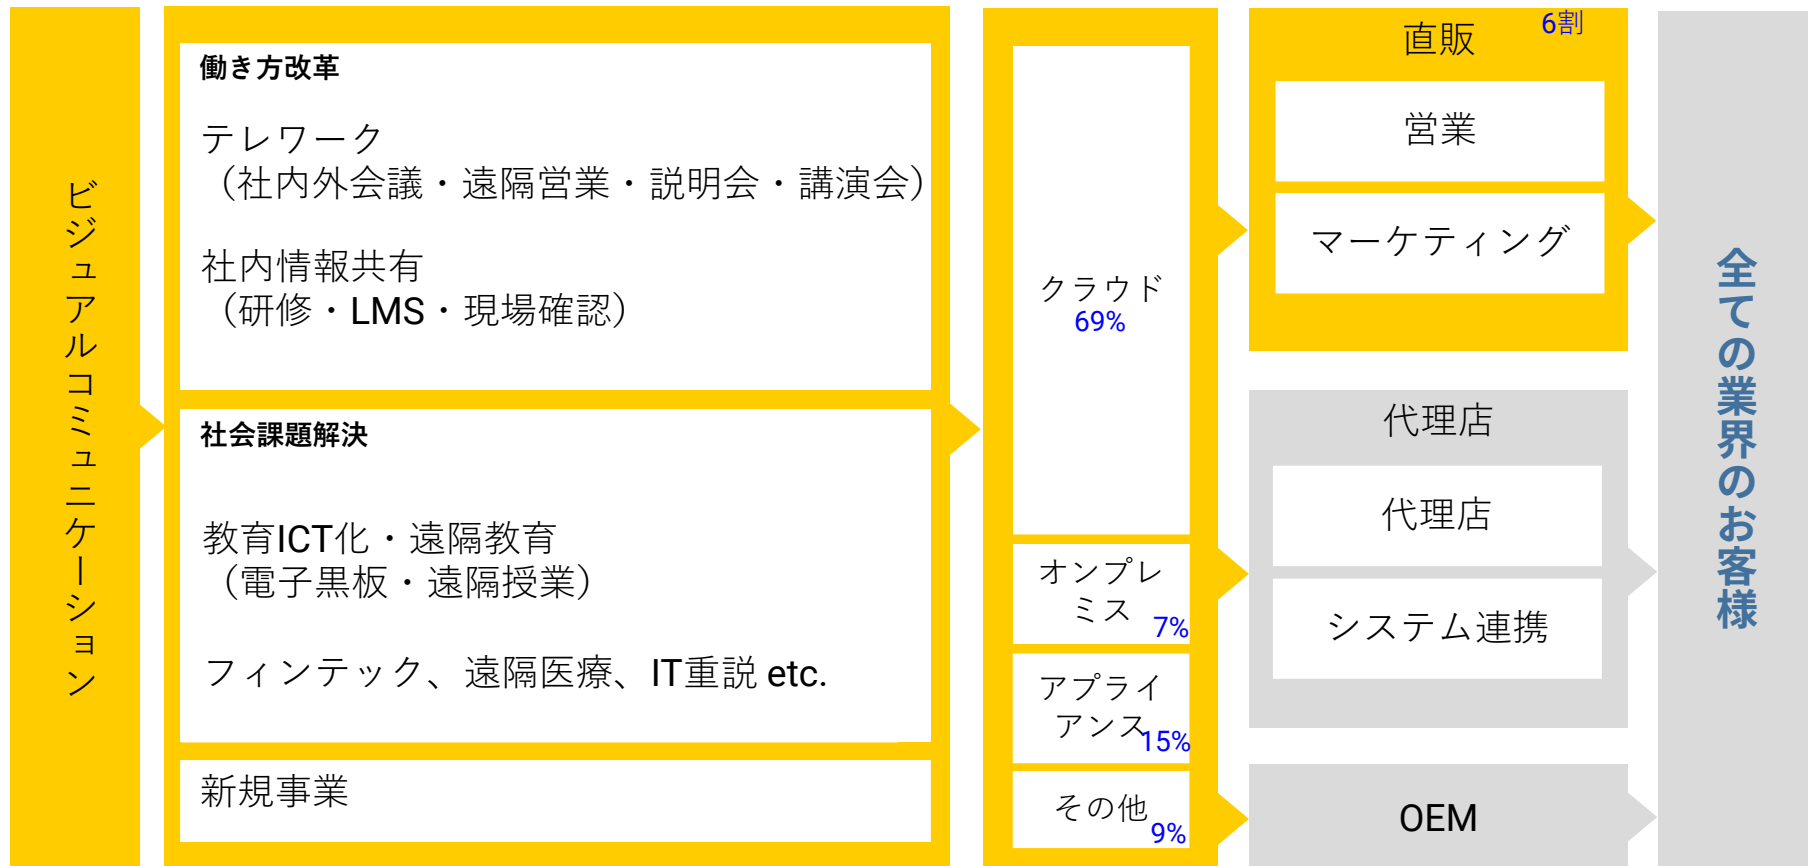 ビジュアルコミュニケーション
働き方改革
テレワーク
（社内外会議・遠隔営業・説明会・講演会）
社内情報共有
（研修・LMS・現場確認）
社会課題解決
教育ICT化・遠隔教育
（電子黒板・遠隔授業）
フィンテック、遠隔医療、IT重説 etc.
新規事業
クラウド
69%
オンプレ
ミス
7%
アプライ
アンス
15%
その他
9%
直販
6割
営業
マーケティング
代理店
代理店
システム連携
OEM
全ての業界のお客様